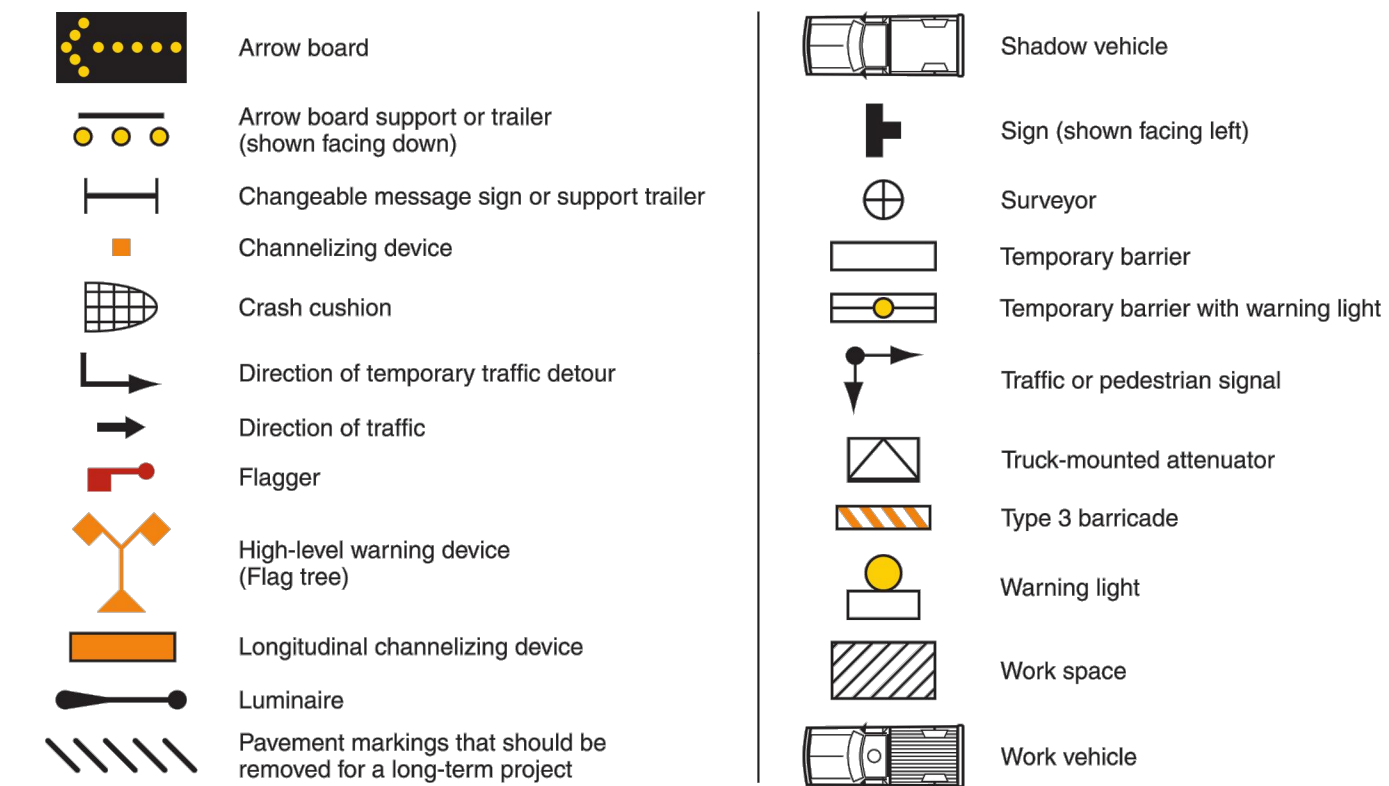 Arrow board
Arrow board support or trailer
(shown facing down)
Changeable message sign or support trailer
Channelizing device
Crash cushion
Direction of temporary traffic detour
Direction of traffic
Flagger
High-level warning device
(Flag tree)
Longitudinal channelizing device
Luminaire
Pavement markings that should be
removed for a long-term project
Shadow vehicle
Sign (shown facing left)
Surveyor
Temporary barrier
Temporary barrier with warning light
Traffic or pedestrian signal
Truck-mounted attenuator
Type 3 barricade
Warning light
Work space
Work vehicle